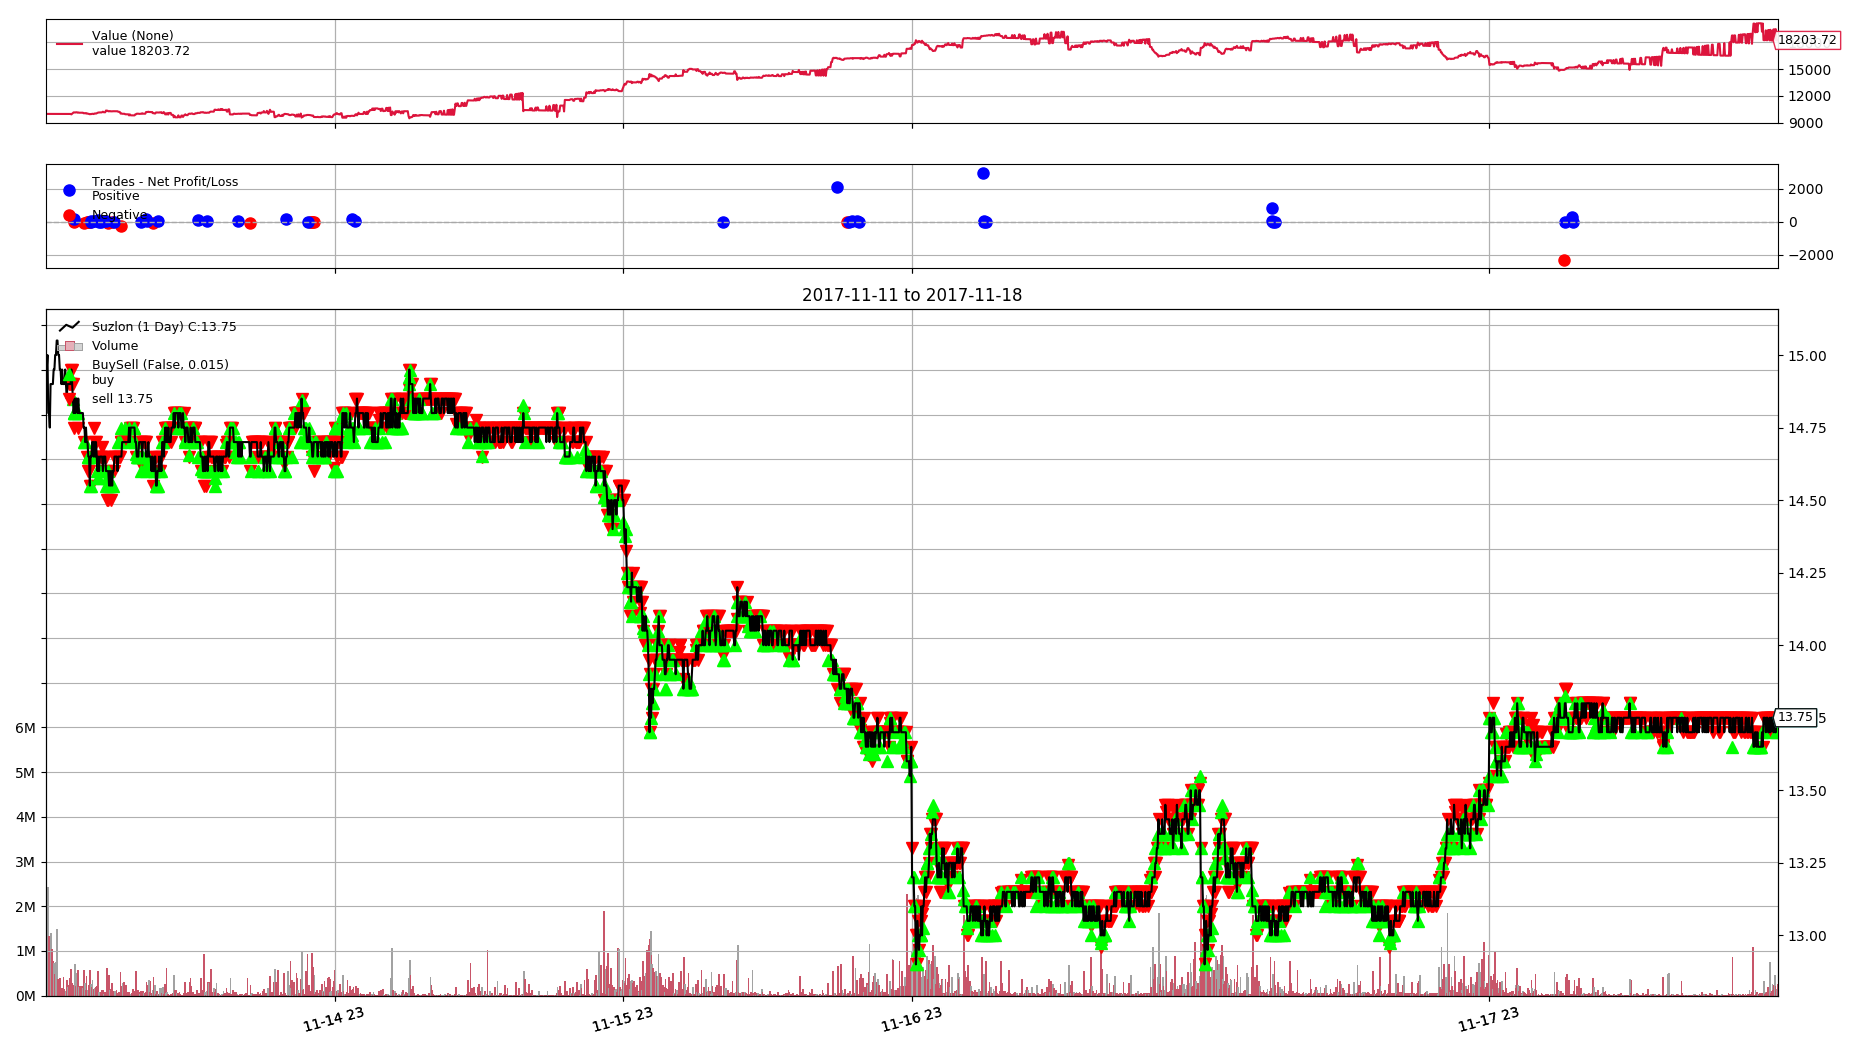 Value (None)
value 18203.72
18203.72
15000
12000
9000
Trades - Net Profit/Loss
Positive
Negative
2000
0
−2000
2017-11-11 to 2017-11-18
Suzlon (1 Day) C:13.75
Volume
BuySell (False, 0.015)
buy
sell 13.75
15.00
14.75
14.50
14.25
14.00
13.75
5
13.50
13.25
13.00
6M
5M
4M
3M
2M
1M
0M
11-14 23
11-15 23
11-16 23
11-17 23